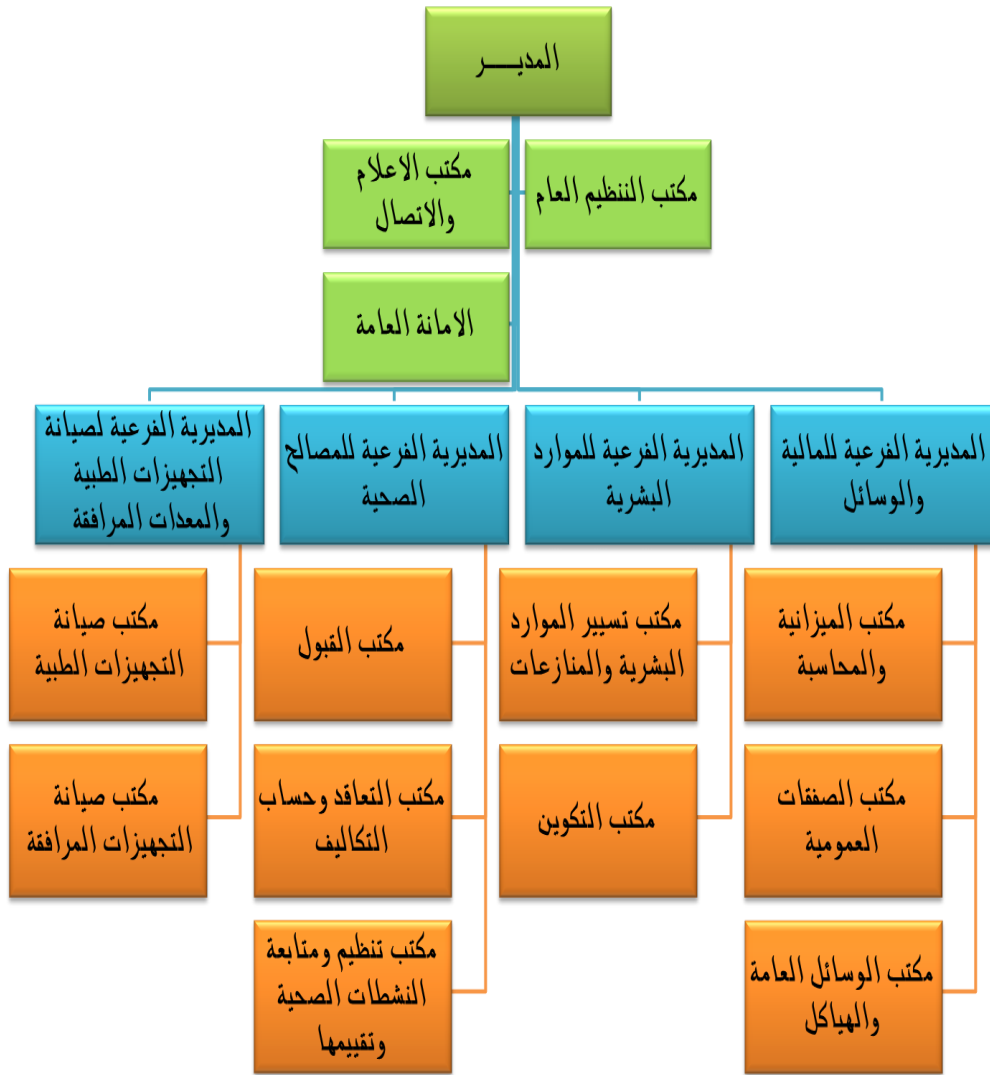 المديـــــر
مكتب التنظيم العام
مكتب الاعلام
والاتصال
الامانة العامة
المديرية الفرعية للمالية
والوسائل
المديرية الفرعية للموارد
البشرية
المديرية الفرعية للمصالح
الصحية
المديرية الفرعية لصيانة
التجهيزات الطبية
والمعدات المرافقة
مكتب الميزانية
والمحاسبة
مكتب تسيير الموارد
البشرية والمنازعات
مكتب القبول
مكتب صيانة
التجهيزات الطبية
مكتب الصفقات
العمومية
مكتب التكوين
مكتب التعاقد وحساب
التكاليف
مكتب صيانة
التجهيزات المرافقة
مكتب الوسائل العامة
والهياكل
مكتب تنظيم ومتابعة
النشطات الصحية
وتقييمها